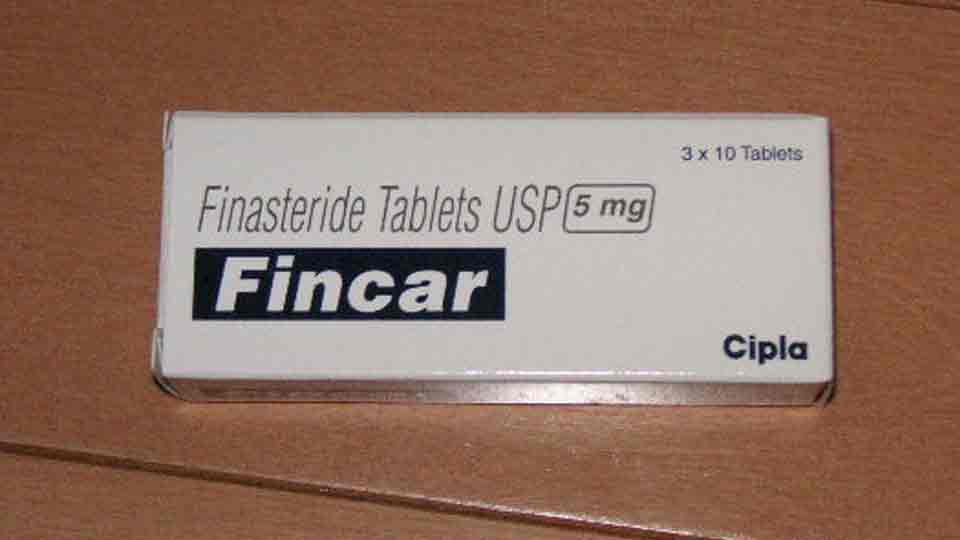 3 x 10 Tablets
Finasteride Tablets USP 5 mg
Fincar
Cipla